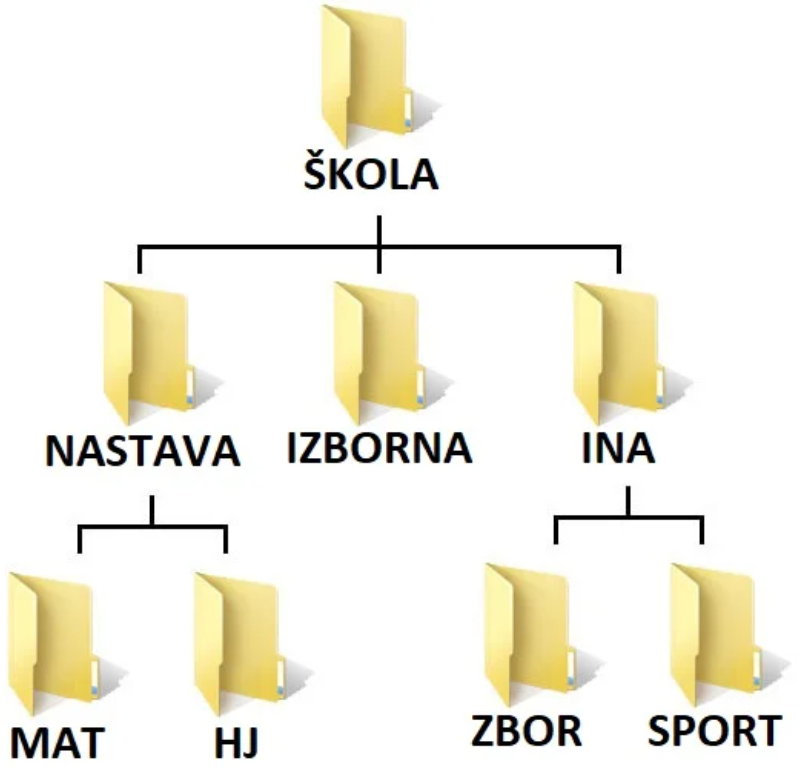 ŠKOLA
NASTAVA IZBORNA INA
MAT HJ ZBOR SPORT